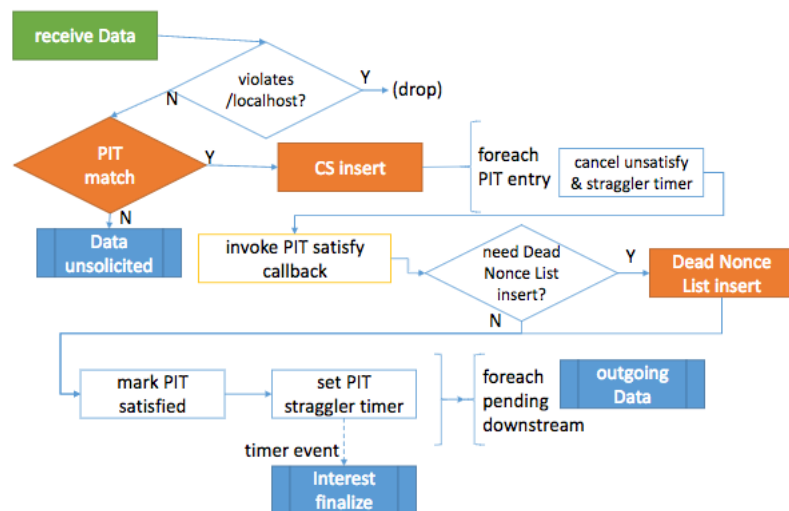 receive Data
violates
/localhost?
Y
(drop)
N
PIT
match
Y
CS insert
foreach
PIT entry
cancel unsatisfy
& straggler timer
N
Data
unsolicited
invoke PIT satisfy
callback
need Dead
Nonce List
insert?
Y
Dead Nonce
List insert
N
mark PIT
satisfied
set PIT
straggler timer
foreach
pending
downstream
outgoing
Data
timer event
Interest
finalize